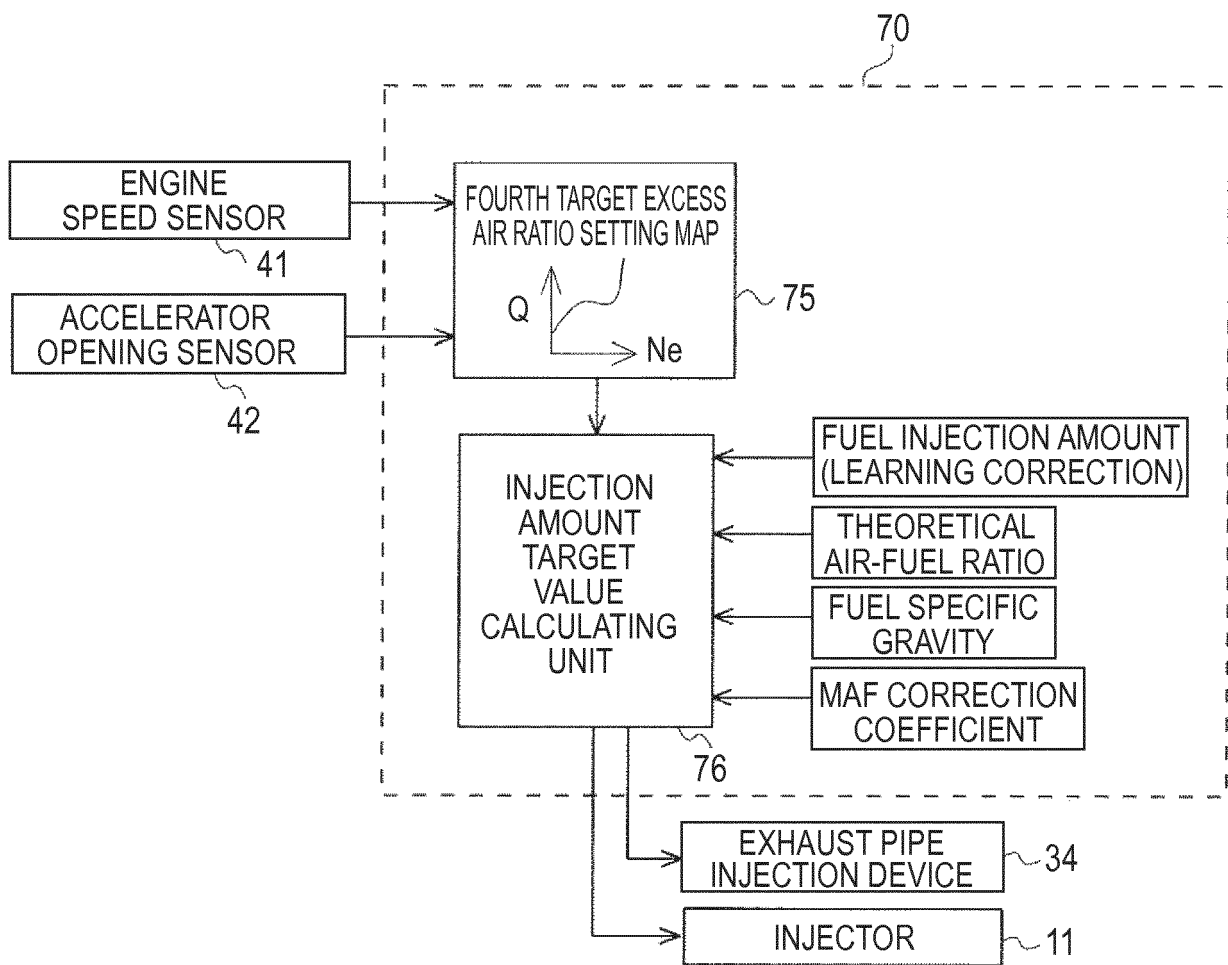 70
ENGINE
SPEED SENSOR
41
ACCELERATOR
OPENING SENSOR
42
FOURTH TARGET EXCESS
AIR RATIO SETTING MAP
Q
Ne
75
INJECTION
AMOUNT
TARGET
VALUE
CALCULATING
UNIT
76
FUEL INJECTION AMOUNT
(LEARNING CORRECTION)
THEORETICAL
AIR-FUEL RATIO
FUEL SPECIFIC
GRAVITY
MAF CORRECTION
COEFFICIENT
EXHAUST PIPE
INJECTION DEVICE
34
INJECTOR
11